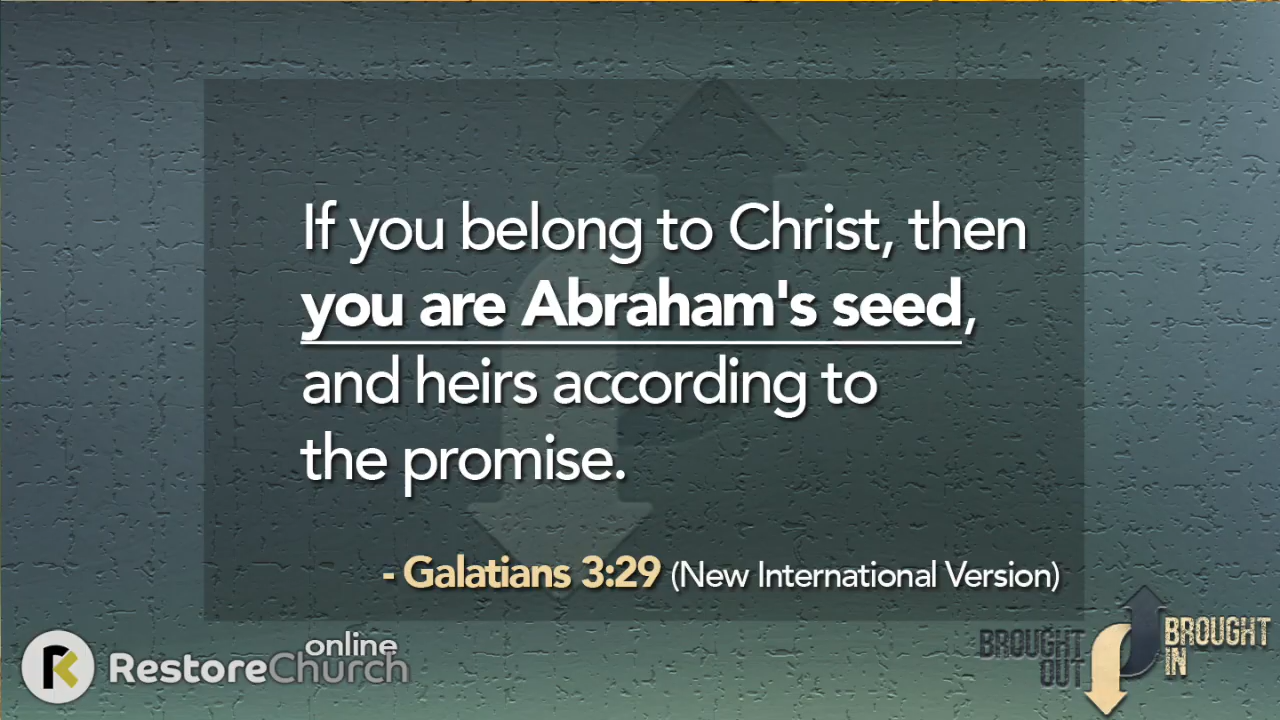 If you belong to Christ, then
you are Abraham's seed,
and heirs according to
the promise.
- Galatians 3:29 (New International Version)
online
RestoreChurch
BROUGHT
OUT
BROUGHT
IN